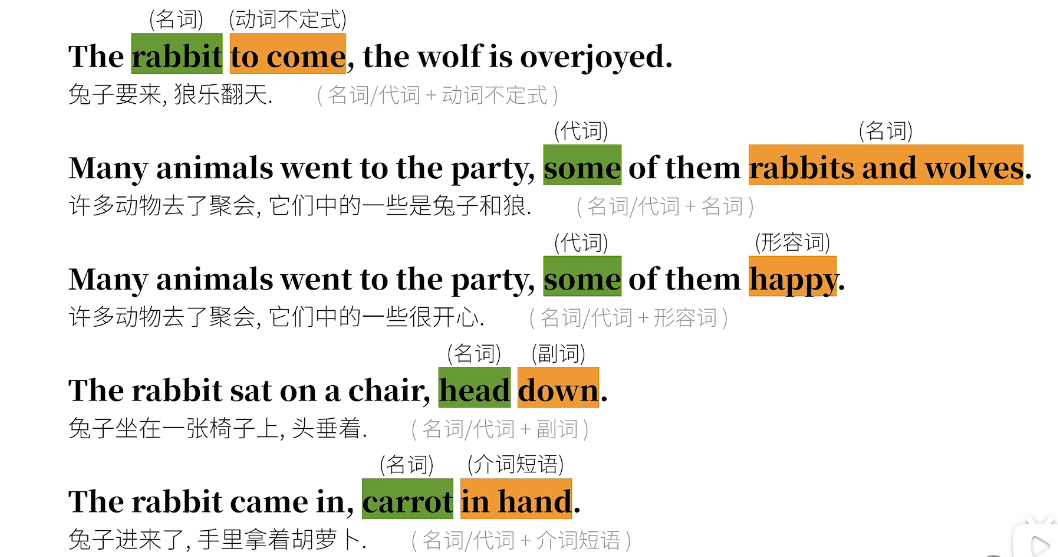 (名词) (动词不定式)
The rabbit to come, the wolf is overjoyed.
兔子要来, 狼乐翻天. ( 名词/代词 + 动词不定式 )
(代词) (名词)
Many animals went to the party, some of them rabbits and wolves.
许多动物去了聚会, 它们中的一些是兔子和狼. ( 名词/代词 + 名词 )
(代词) (形容词)
Many animals went to the party, some of them happy.
许多动物去了聚会, 它们中的一些很开心. ( 名词/代词 + 形容词 )
(名词) (副词)
The rabbit sat on a chair, head down.
兔子坐在一张椅子上, 头垂着. ( 名词/代词 + 副词 )
(名词) (介词短语)
The rabbit came in, carrot in hand.
兔子进来了, 手里拿着胡萝卜. ( 名词/代词 + 介词短语 )